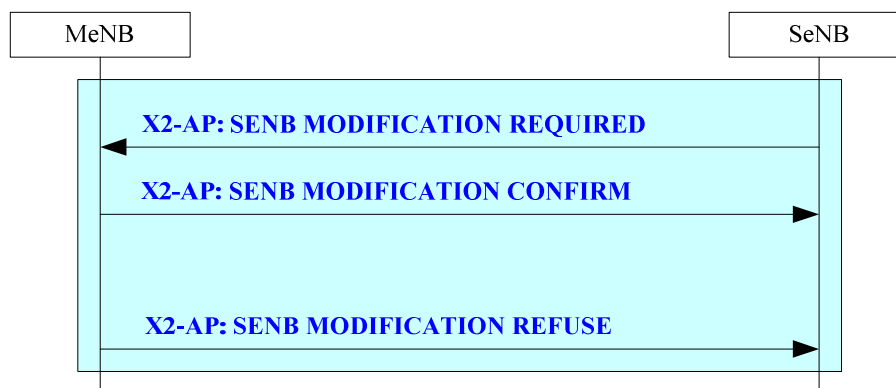 MeNB
SeNB
X2-AP: SENB MODIFICATION REQUIRED
X2-AP: SENB MODIFICATION CONFIRM
X2-AP: SENB MODIFICATION REFUSE